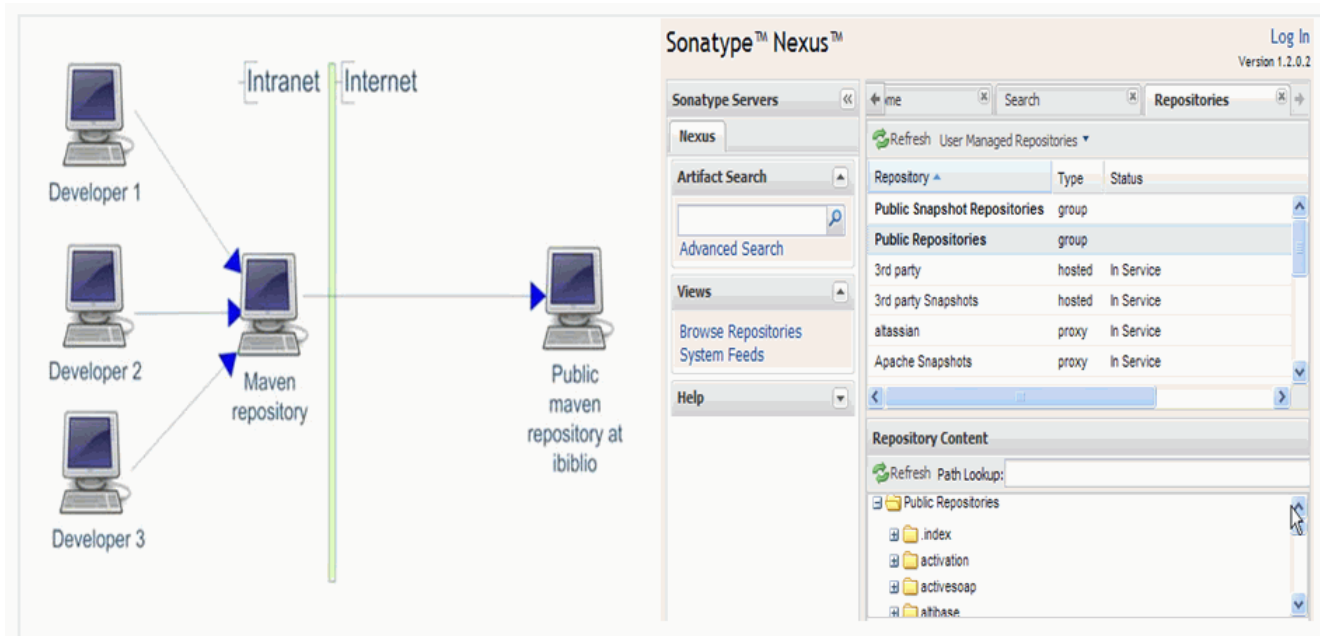 Intranet
Internet
Developer 1
Developer 2
Developer 3
Maven
repository
Public
maven
repository at
ibiblio
Sonatype™ Nexus™
Log In
Version 1.2.0.2
Sonatype Servers
Nexus
Artifact Search
Advanced Search
Views
Browse Repositories
System Feeds
Help
ome
Search
Repositories
Refresh User Managed Repositories
Repository Type Status
Public Snapshot Repositories group
Public Repositories group
3rd party hosted In Service
3rd party Snapshots hosted In Service
altassian proxy In Service
Apache Snapshots proxy In Service
Repository Content
Refresh Path Lookup:
Public Repositories
.index
activation
activesoap
altibase